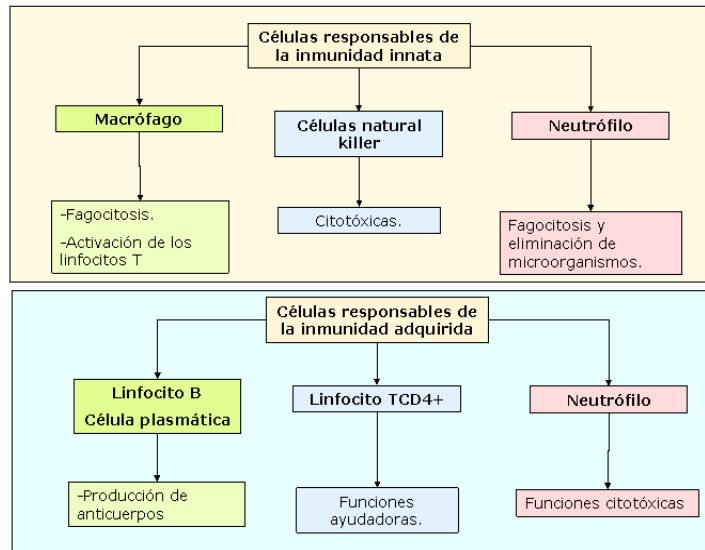 Células responsables de
la inmunidad innata
Macrófago
Células natural
killer
Neutrófilo
-Fagocitosis.
-Activación de los
linfocitos T
Citotóxicas.
Fagocitosis y
eliminación de
microorganismos.
Células responsables de
la inmunidad adquirida
Linfocito B
Célula plasmática
Linfocito TCD4+
Neutrófilo
-Producción de
anticuerpos
Funciones
ayudadoras.
Funciones citotóxicas